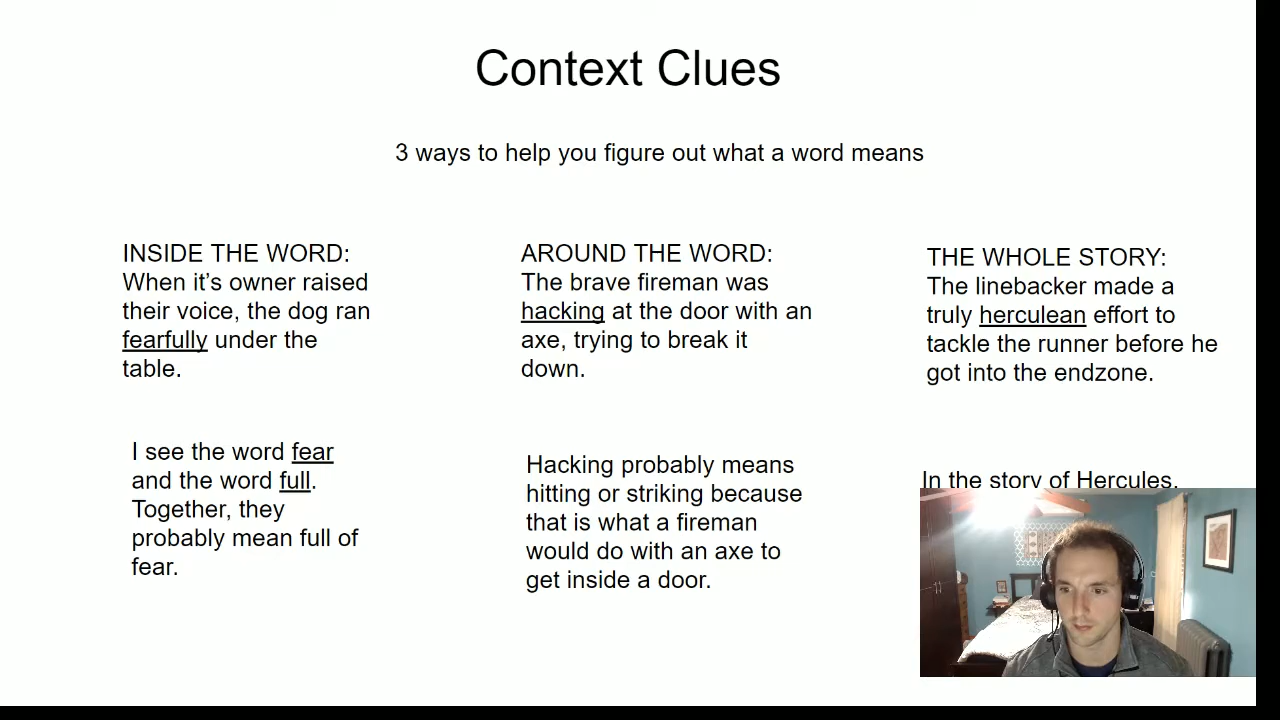 Context Clues
3 ways to help you figure out what a word means
INSIDE THE WORD:
When it’s owner raised
their voice, the dog ran
fearfully under the
table.
I see the word fear
and the word full.
Together, they
probably mean full of
fear.
AROUND THE WORD:
The brave fireman was
hacking at the door with an
axe, trying to break it
down.
Hacking probably means
hitting or striking because
that is what a fireman
would do with an axe to
get inside a door.
THE WHOLE STORY:
The linebacker made a
truly herculean effort to
tackle the runner before he
got into the endzone.
In the story of Hercules,